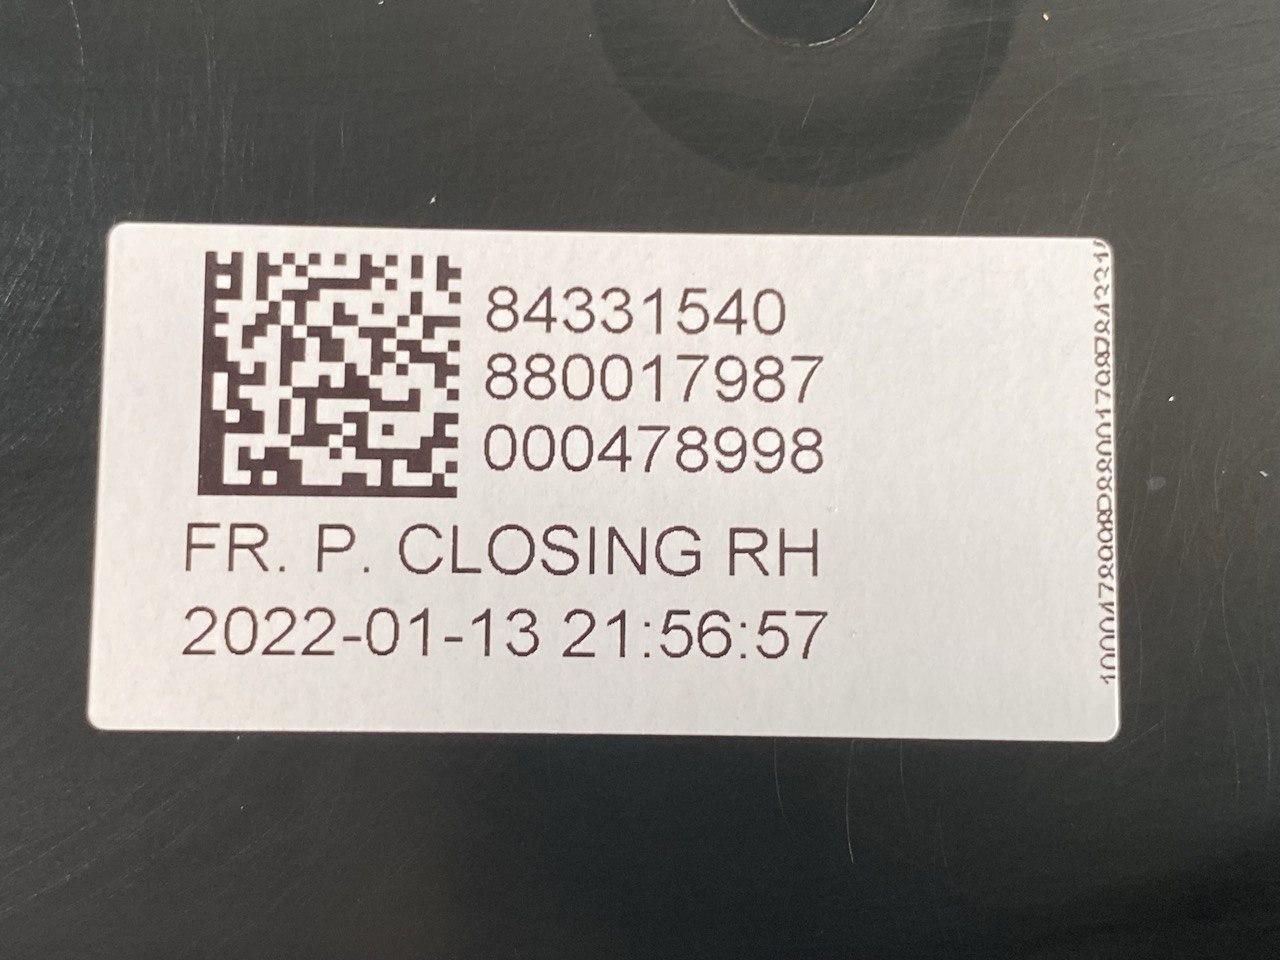 84331540
880017987
000478998
FR. P. CLOSING RH
2022-01-13 21:56:57